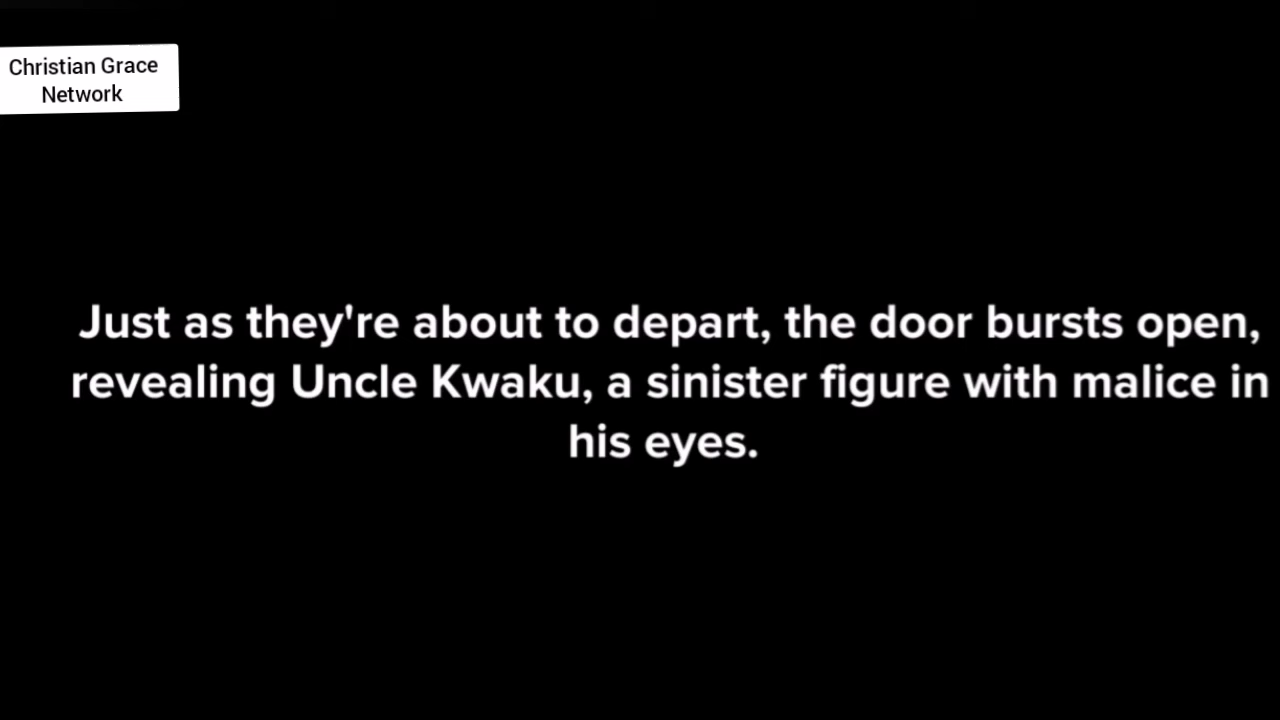 Christian Grace
Network
Just as they're about to depart, the door bursts open,
revealing Uncle Kwaku, a sinister figure with malice in
his eyes.